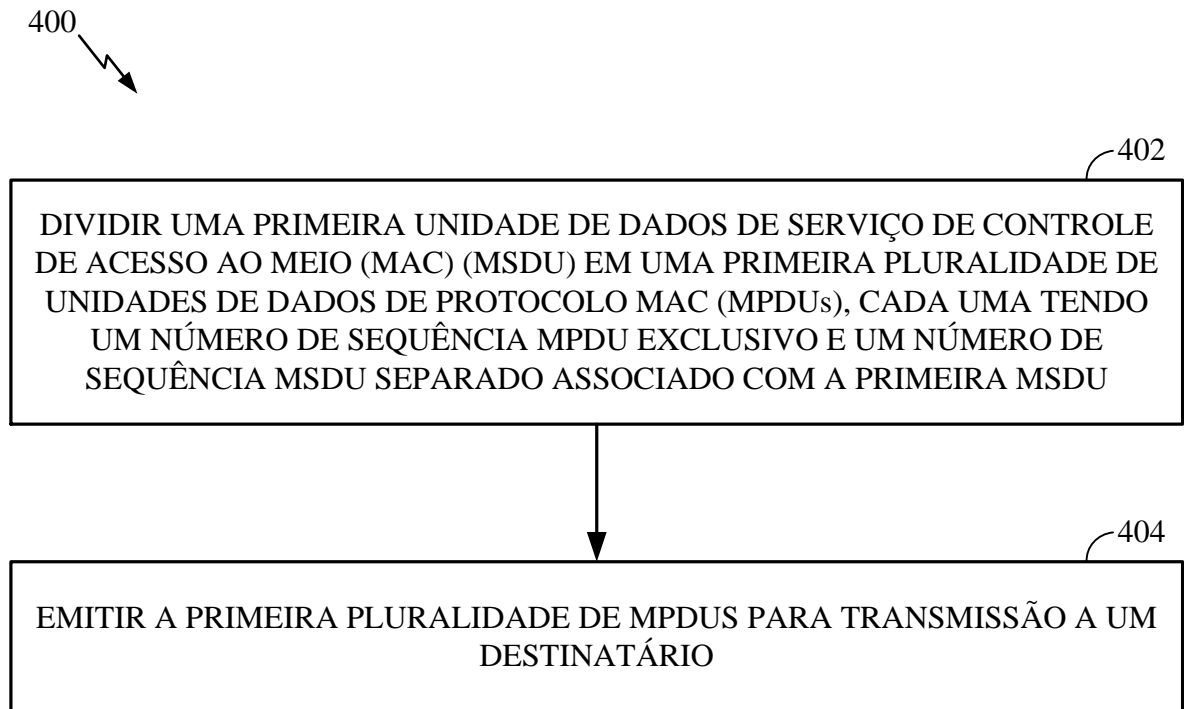 400
402
DIVIDIR UMA PRIMEIRA UNIDADE DE DADOS DE SERVIÇO DE CONTROLE
DE ACESSO AO MEIO (MAC) (MSDU) EM UMA PRIMEIRA PLURALIDADE DE
UNIDADES DE DADOS DE PROTOCOLO MAC (MPDUs), CADA UMA TENDO
UM NÚMERO DE SEQUÊNCIA MPDU EXCLUSIVO E UM NÚMERO DE
SEQUÊNCIA MSDU SEPARADO ASSOCIADO COM A PRIMEIRA MSDU
404
EMITIR A PRIMEIRA PLURALIDADE DE MPDUS PARA TRANSMISSÃO A UM
DESTINATÁRIO